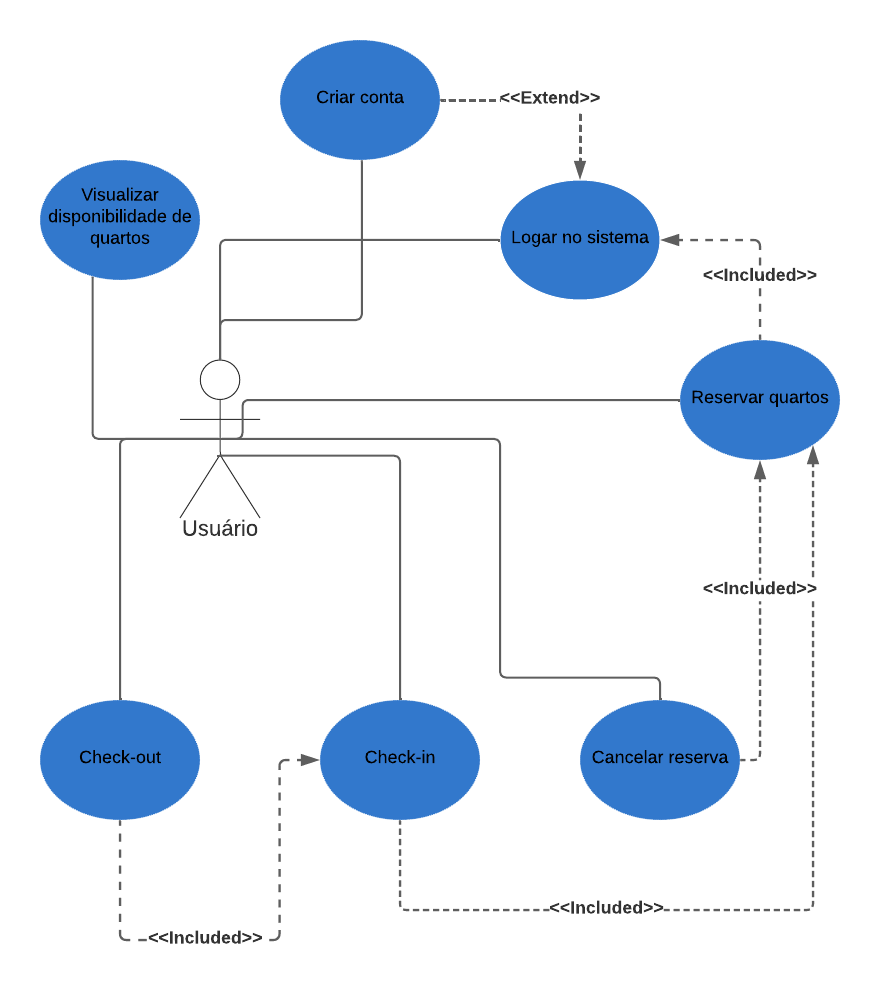 Criar conta
<<Extend>>
Visualizar
disponibilidade de
quartos
Logar no sistema
<<Included>>
Reservar quartos
Usuário
<<Included>>
Check-out
Check-in
Cancelar reserva
<<Included>>
<<Included>>